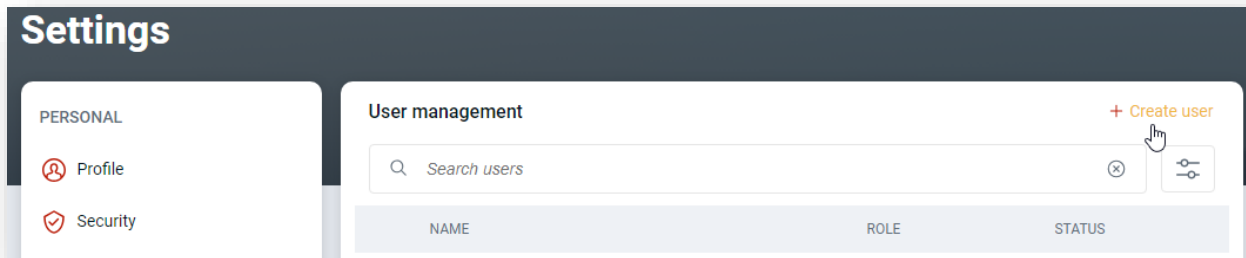 Settings
PERSONAL
Profile
Security
User management
+ Create user
Search users
NAME ROLE STATUS